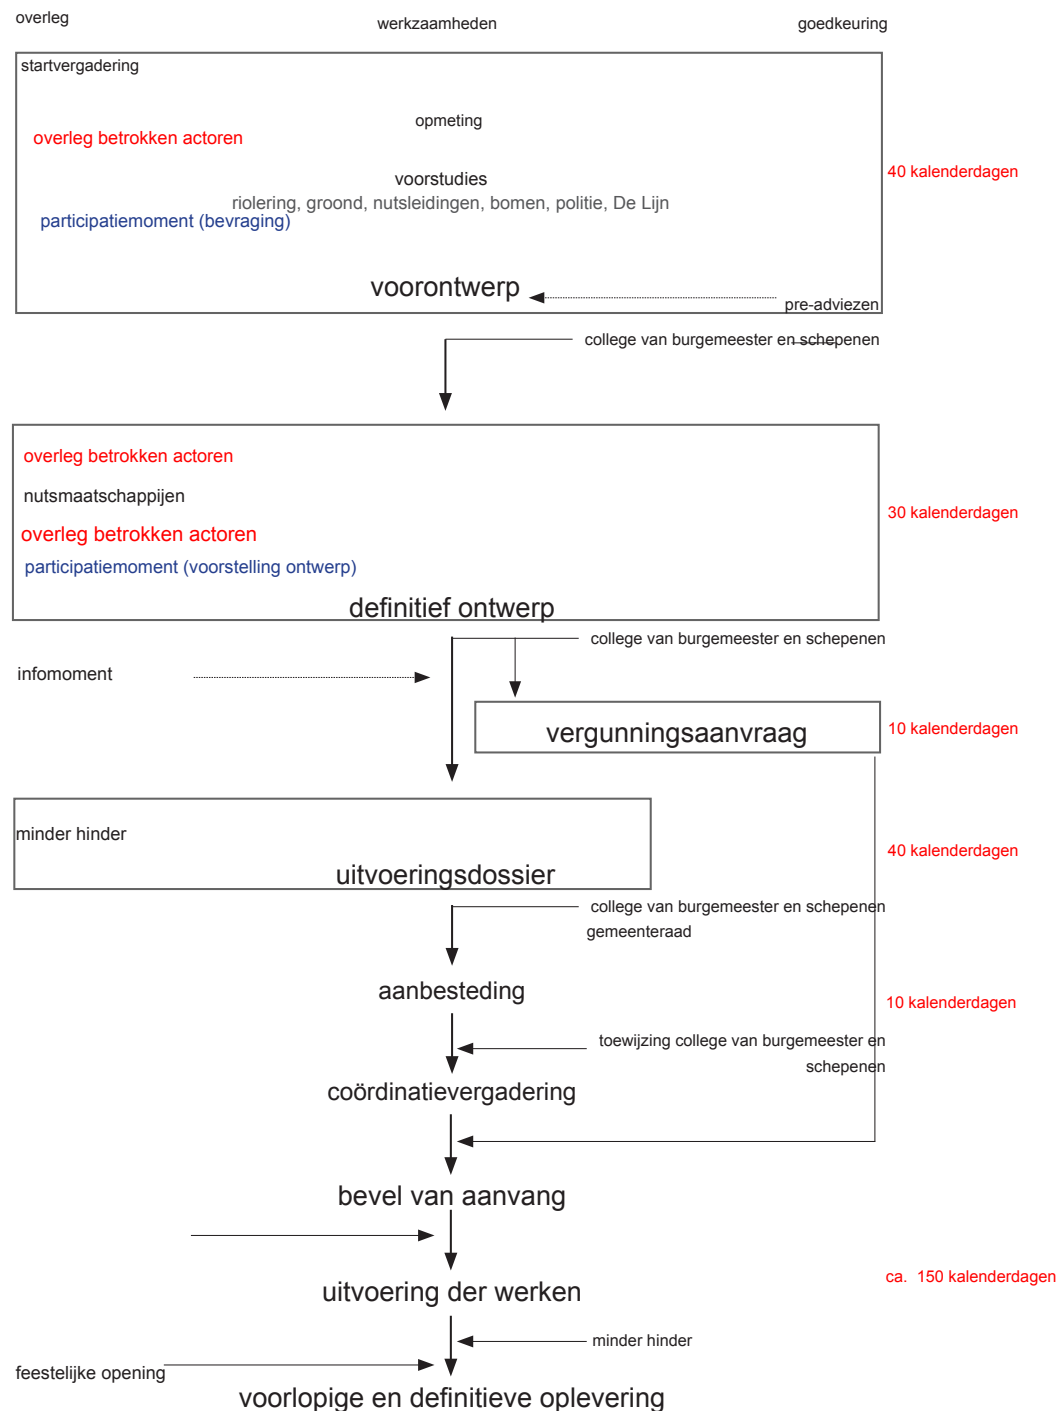 overleg
werkzaamheden
goedkeuring
startvergadering
opmeting
overleg betrokken actoren
40 kalenderdagen
voorstudies
riolering, groond, nutsleidingen, bomen, politie, De Lijn
participatiemoment (bevraging)
voorontwerp
pre-adviezen
college van burgemeester en schepenen
overleg betrokken actoren
nutsmaatschappijen
30 kalenderdagen
overleg betrokken actoren
participatiemoment (voorstelling ontwerp)
definitief ontwerp
college van burgemeester en schepenen
infomoment
vergunningsaanvraag
10 kalenderdagen
minder hinder
40 kalenderdagen
uitvoeringsdossier
college van burgemeester en schepenen
gemeenteraad
aanbesteding
10 kalenderdagen
toewijzing college van burgemeester en
schepenen
coördinatievergadering
bevel van aanvang
ca. 150 kalenderdagen
uitvoering der werken
minder hinder
feestelijke opening
voorlopige en definitieve oplevering